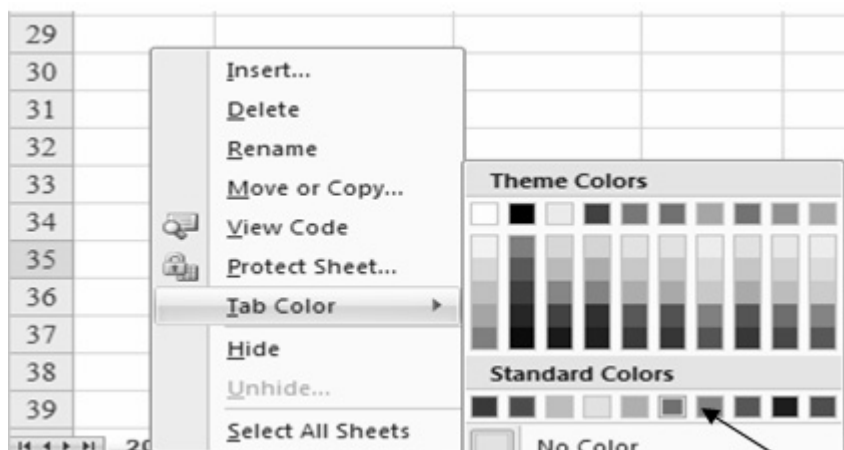 29
30
31
32
33
34
35
36
37
38
39
Insert...
Delete
Rename
Move or Copy...
View Code
Protect Sheet...
Tab Color
Hide
Unhide...
Select All Sheets
Theme Colors
Standard Colors
No Color
20